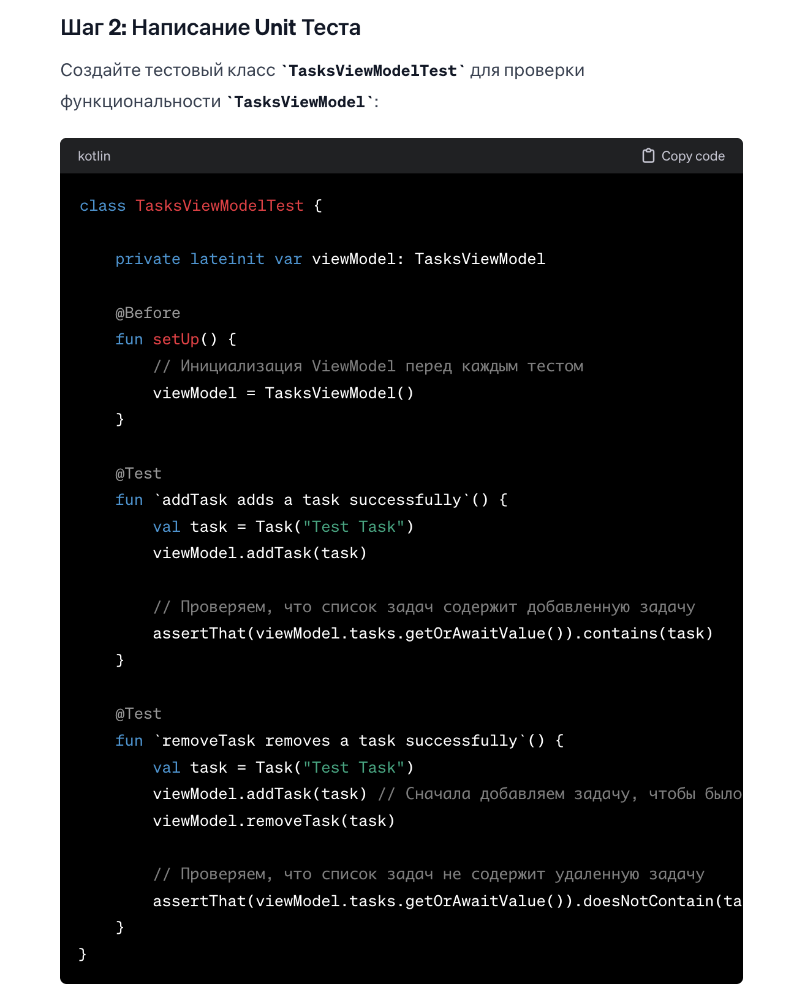 Шаг 2: Написание Unit Теста
Создайте тестовый класс `TasksViewModelTest` для проверки
функциональности `TasksViewModel`:
kotlin
Copy code
class TasksViewModelTest {
    private lateinit var viewModel: TasksViewModel
    @Before
    fun setUp() {
        // Инициализация ViewModel перед каждым тестом
        viewModel = TasksViewModel()
    }
    @Test
    fun `addTask adds a task successfully`() {
        val task = Task("Test Task")
        viewModel.addTask(task)
        // Проверяем, что список задач содержит добавленную задачу
        assertThat(viewModel.tasks.getOrAwaitValue()).contains(task)
    }
    @Test
    fun `removeTask removes a task successfully`() {
        val task = Task("Test Task")
        viewModel.addTask(task) // Сначала добавляем задачу, чтобы было
        viewModel.removeTask(task)
        // Проверяем, что список задач не содержит удаленную задачу
        assertThat(viewModel.tasks.getOrAwaitValue()).doesNotContain(ta
    }
}